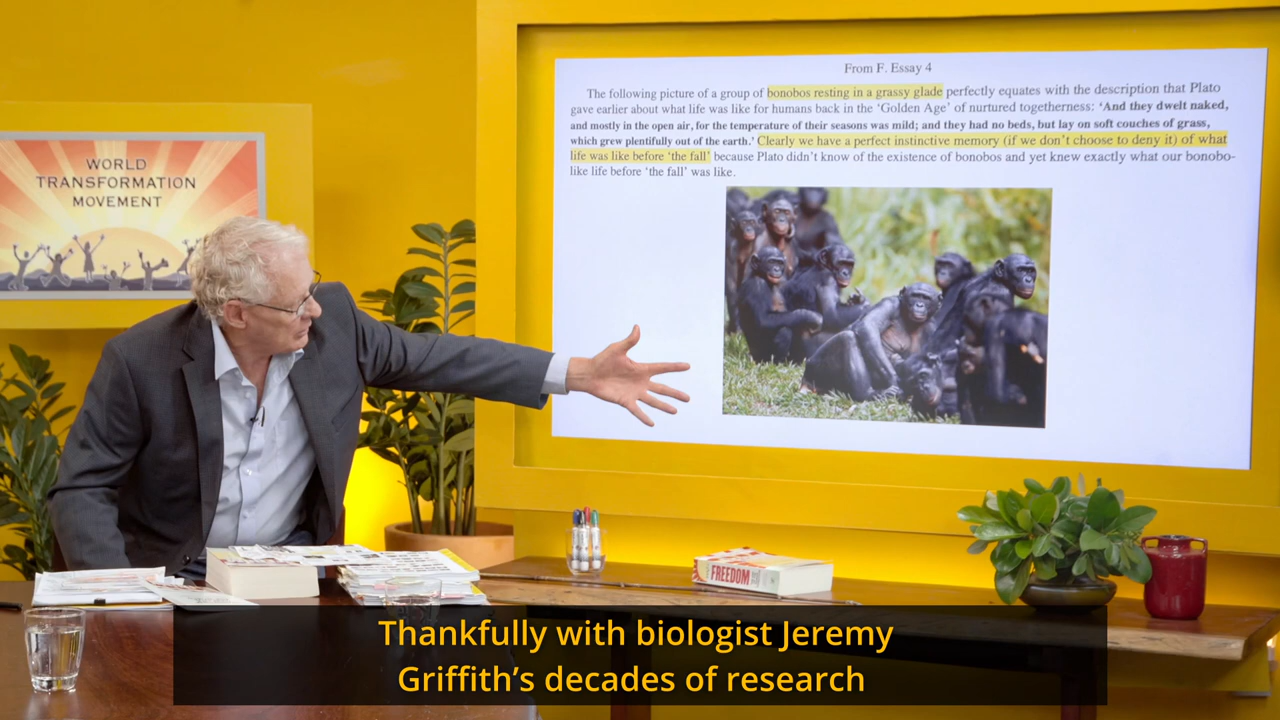 WORLD
TRANSFORMATION
MOVEMENT
From F. Essay 4
The following picture of a group of bonobos resting in a grassy glade perfectly equates with the description that Plato
gave earlier about what life was like for humans back in the ‘Golden Age’ of nurtured togetherness: ‘And they dwelt naked,
and mostly in the open air, for the temperature of their seasons was mild; and they had no beds, but lay on soft couches of grass,
which grew plentifully out of the earth.’ Clearly we have a perfect instinctive memory (if we don’t choose to deny it) of what
life was like before ‘the fall’ because Plato didn’t know of the existence of bonobos and yet knew exactly what our bonobo-
like life before ‘the fall’ was like.
FREEDOM
Thankfully with biologist Jeremy
Griffith’s decades of research